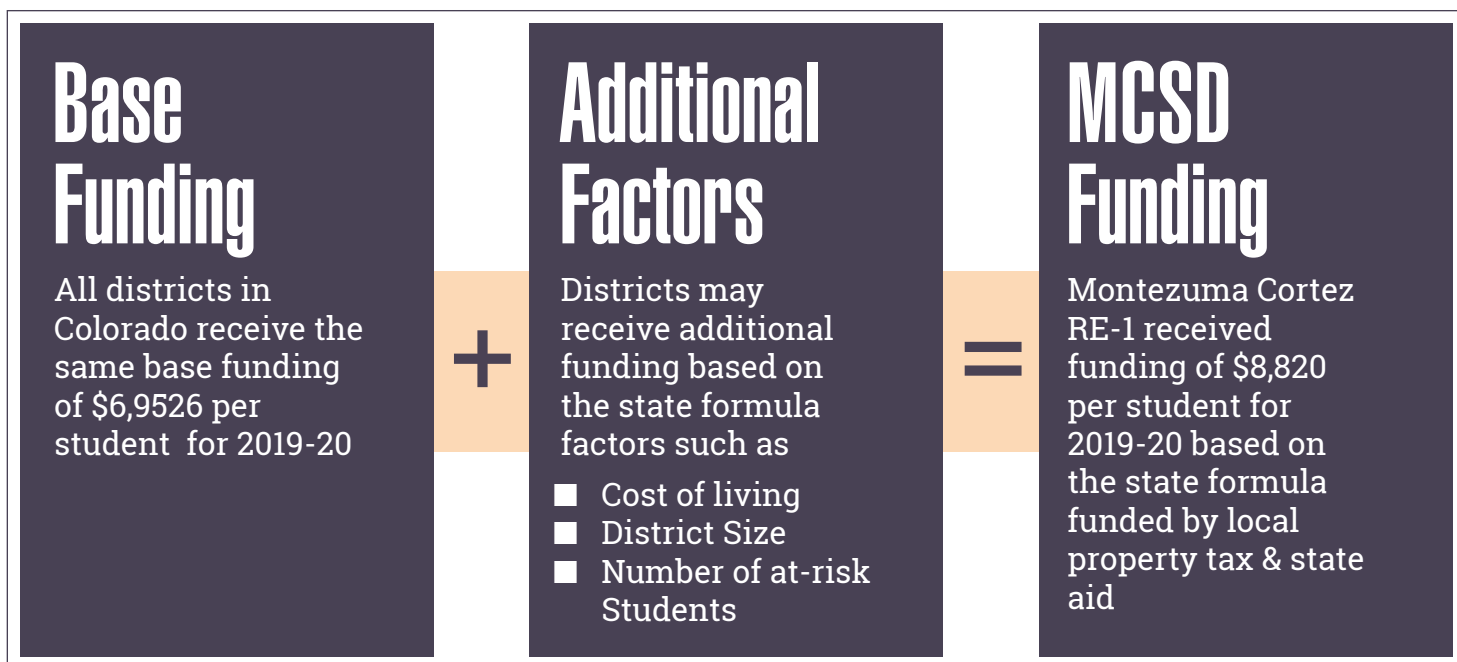 Base
Funding
All districts in
Colorado receive the
same base funding
of $6,9526 per
student  for 2019-20
+
Additional
Factors
Districts may
receive additional
funding based on
the state formula
factors such as
■ Cost of living
■ District Size
■ Number of at-risk
Students
=
MCSD
Funding
Montezuma Cortez
RE-1 received
funding of $8,820
per student for
2019-20 based on
the state formula
funded by local
property tax & state
aid